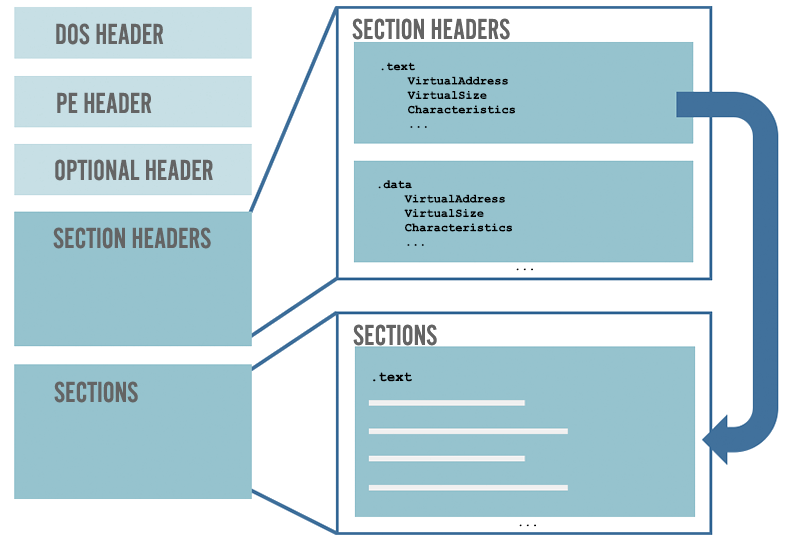 DOS HEADER
PE HEADER
OPTIONAL HEADER
SECTION HEADERS
SECTIONS
SECTION HEADERS
.text
VirtualAddress
VirtualSize
Characteristics
...
.data
VirtualAddress
VirtualSize
Characteristics
...
...
SECTIONS
.text
...